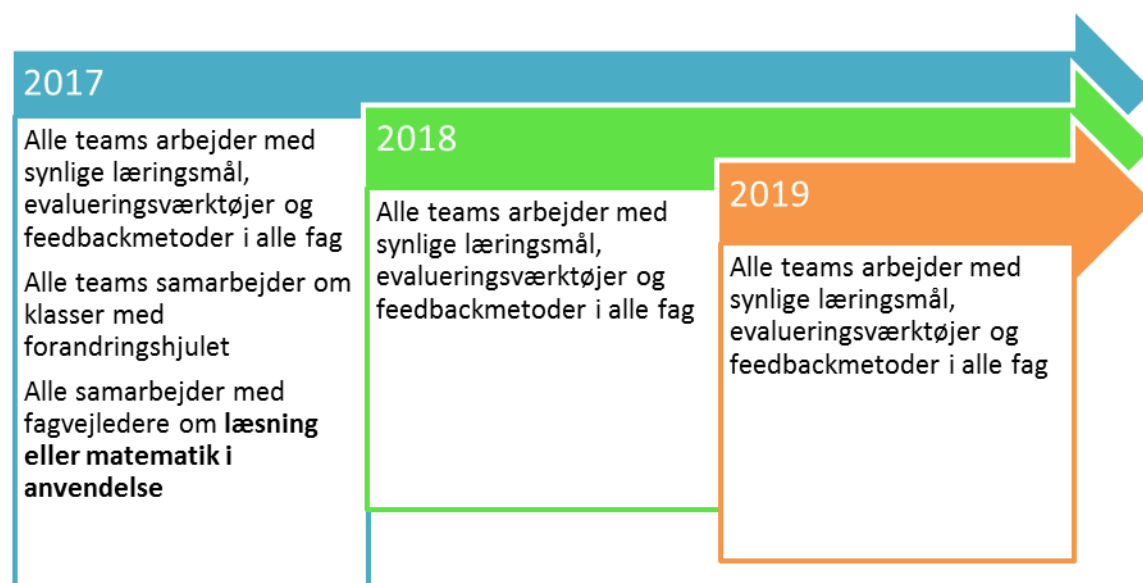 2017
Alle teams arbejder med
synlige læringsmål,
evalueringsværktøjer og
feedbackmetoder i alle fag
Alle teams samarbejder om
klasser med
forandringshjulet
Alle samarbejder med
fagvejledere om læsning
eller matematik i
anvendelse
2018
Alle teams arbejder med
synlige læringsmål,
evalueringsværktøjer og
feedbackmetoder i alle fag
2019
Alle teams arbejder med
synlige læringsmål,
evalueringsværktøjer og
feedbackmetoder i alle fag